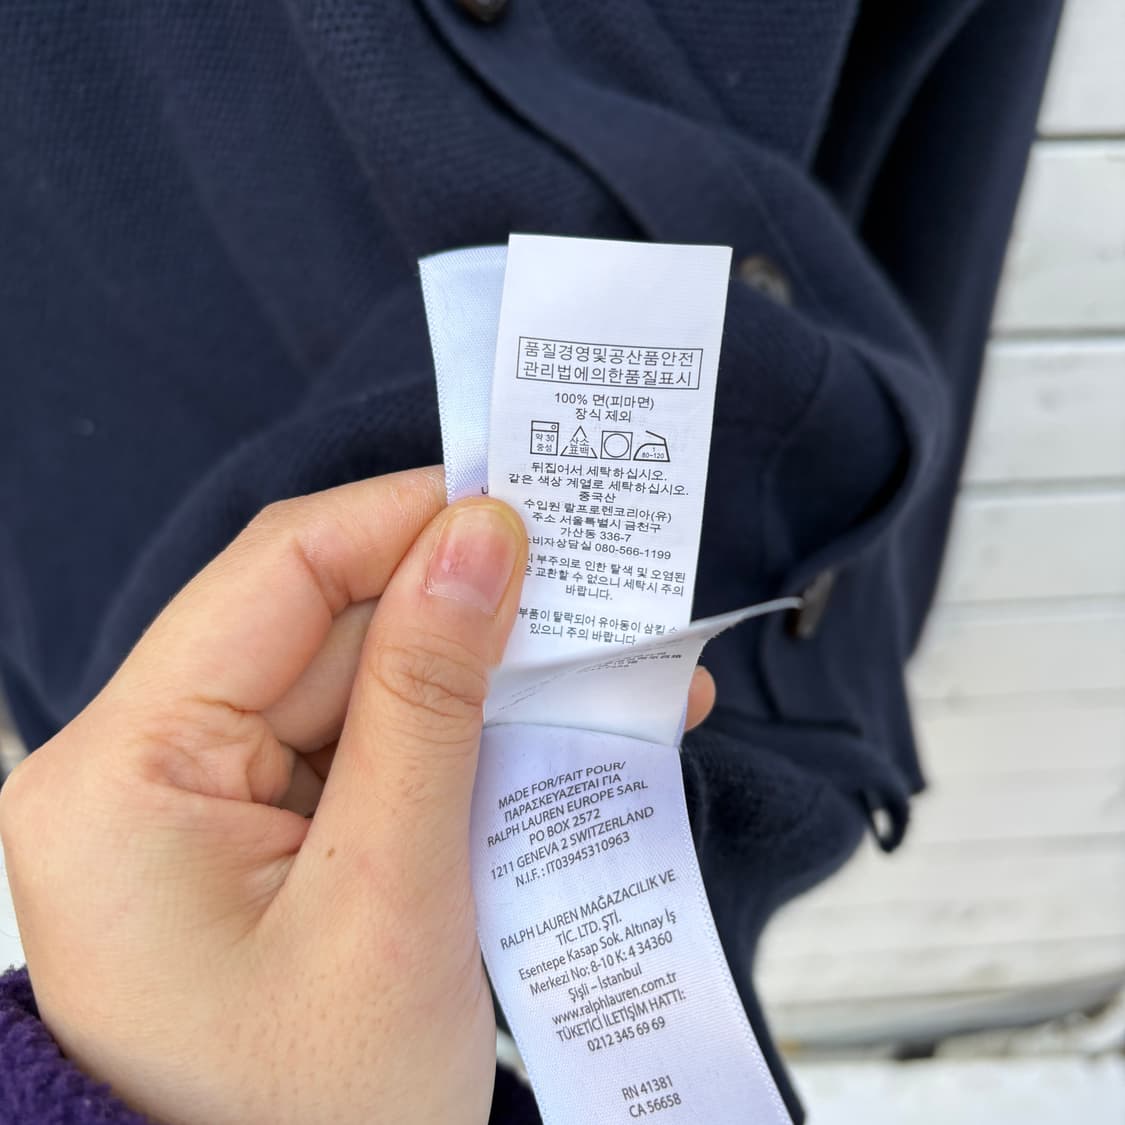 품질경영및공산품안전
관리법에의한품질표시
100% 면(피마면)
장식 제외
약 30
중성
산소
표백
1
80~120
뒤집어서 세탁하십시오.
같은 색상 계열로 세탁하십시오.
중국산
수입원 랄프로렌코리아(유)
주소 서울특별시 금천구
가산동 336-7
비자상담실 080-566-1199
부주의로 인한 탈색 및 오염된
교환할 수 없으니 세탁시 주의
바랍니다.
부품이 탈락되어 유아동이 삼킬 수
있으니 주의 바랍니다
MADE FOR/FAIT POUR/
ΠΑΡΑΣΚΕΥΑΖΕΤΑΙ ΓΙΑ
RALPH LAUREN EUROPE SARL
PO BOX 2572
1211 GENEVA 2 SWITZERLAND
N.I.F. : IT03945310963
RALPH LAUREN MAĞAZACILIK VE
TİC. LTD. ŞTİ.
Esentepe Kasap Sok. Altınay İş
Merkezi No: 8-10 K: 4 34360
Şişli – İstanbul
www.ralphlauren.com.tr
TÜKETİCİ İLETİŞİM HATTI:
0212 345 69 69
RN 41381
CA 56658